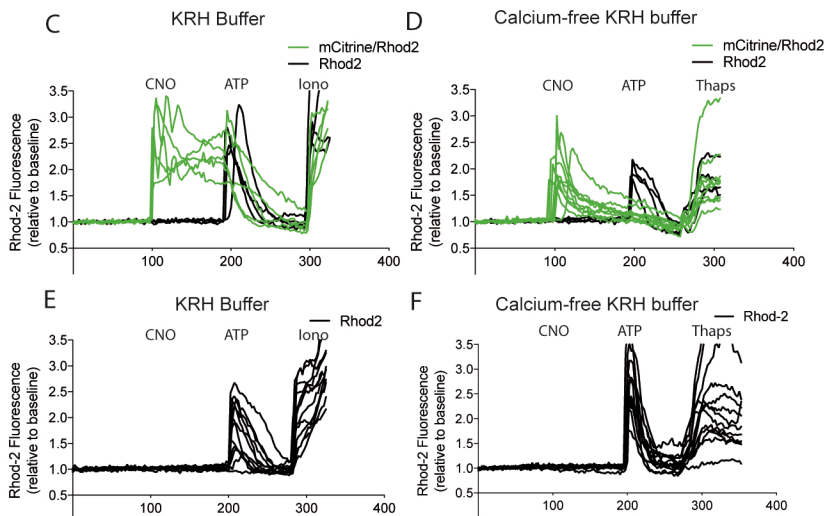 C
KRH Buffer
mCitrine/Rhod2
Rhod2
CNO
ATP
Iono
Rhod-2 Fluorescence
(relative to baseline)
3.5
3.0
2.5
2.0
1.5
1.0
0.5
100
200
300
400
D
Calcium-free KRH buffer
mCitrine/Rhod2
Rhod2
CNO
ATP
Thaps
Rhod-2 Fluorescence
(relative to baseline)
3.5
3.0
2.5
2.0
1.5
1.0
0.5
100
200
300
400
E
KRH Buffer
Rhod2
CNO
ATP
Iono
Rhod-2 Fluorescence
(relative to baseline)
3.5
3.0
2.5
2.0
1.5
1.0
0.5
100
200
300
400
F
Calcium-free KRH buffer
Rhod-2
CNO
ATP
Thaps
Rhod-2 Fluorescence
(relative to baseline)
3.5
3.0
2.5
2.0
1.5
1.0
0.5
100
200
300
400